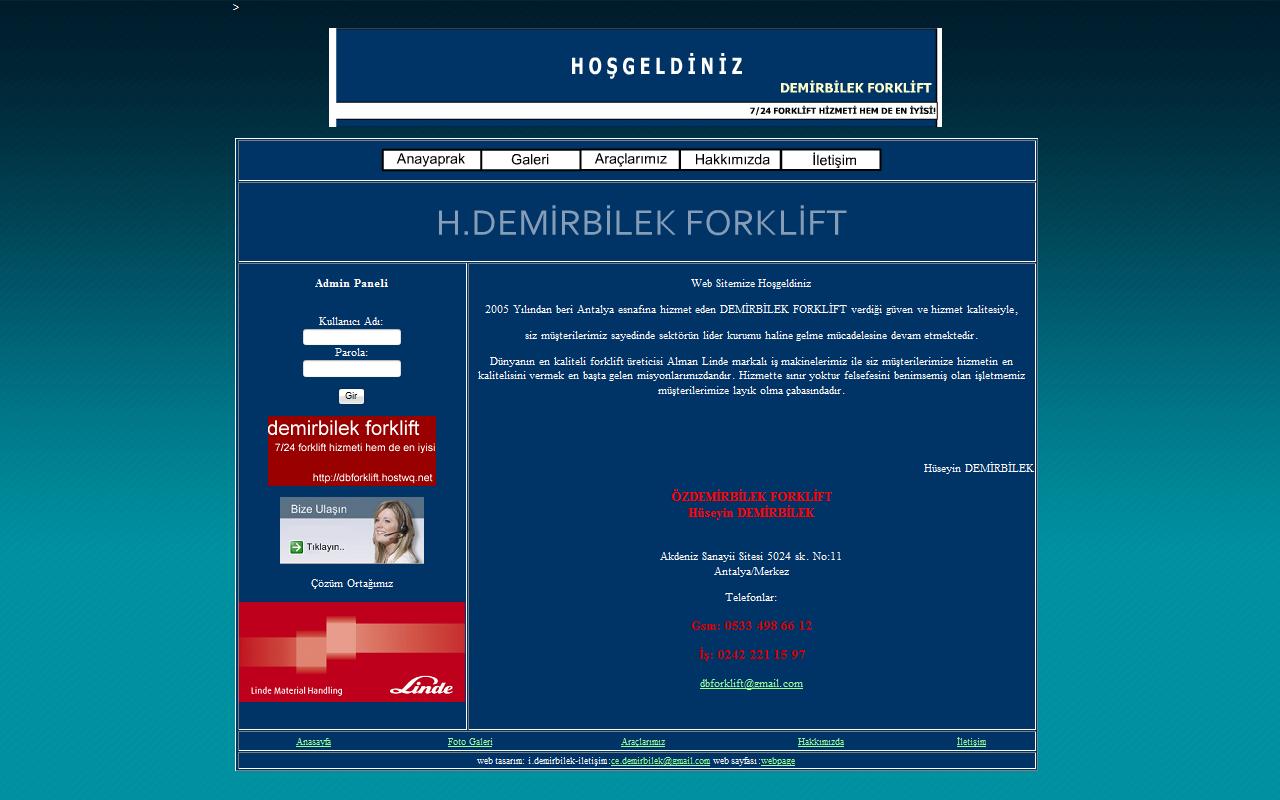 >
HOŞGELDİNİZ
DEMİRBİLEK FORKLİFT
7/24 FORKLİFT HİZMETİ HEM DE EN İYİSİ!
Anayaprak Galeri Araçlarımız Hakkımızda İletişim
H.DEMİRBİLEK FORKLİFT
Admin Paneli
Kullanıcı Adı:
Parola:
Gir
demirbilek forklift
7/24 forklift hizmeti hem de en iyisi
http://dbforklift.hostwq.net
Bize Ulaşın
Tıklayın..
Çözüm Ortağımız
Linde Material Handling
Linde
Web Sitemize Hoşgeldiniz
2005 Yılından beri Antalya esnafına hizmet eden DEMİRBİLEK FORKLİFT verdiği güven ve hizmet kalitesiyle,
siz müşterilerimiz sayedinde sektörün lider kurumu haline gelme mücadelesine devam etmektedir.
Dünyanın en kaliteli forklift üreticisi Alman Linde markalı iş makinelerimiz ile siz müşterilerimize hizmetin en
kalitelisini vermek en başta gelen misyonlarımızdandır. Hizmette sınır yoktur felsefesini benimsemiş olan işletmemiz
müşterilerimize layık olma çabasındadır.
Hüseyin DEMİRBİLEK
ÖZDEMİRBİLEK FORKLİFT
Hüseyin DEMİRBİLEK
Akdeniz Sanayii Sitesi 5024 sk. No:11
Antalya/Merkez
Telefonlar:
Gsm: 0533 498 66 12
İş: 0242 221 15 97
dbforklift@gmail.com
Anasayfa Foto Galeri Araçlarımız Hakkımızda İletişim
web tasarım: i.demirbilek-iletişim:ce.demirbilek@gmail.com web sayfası:webpage